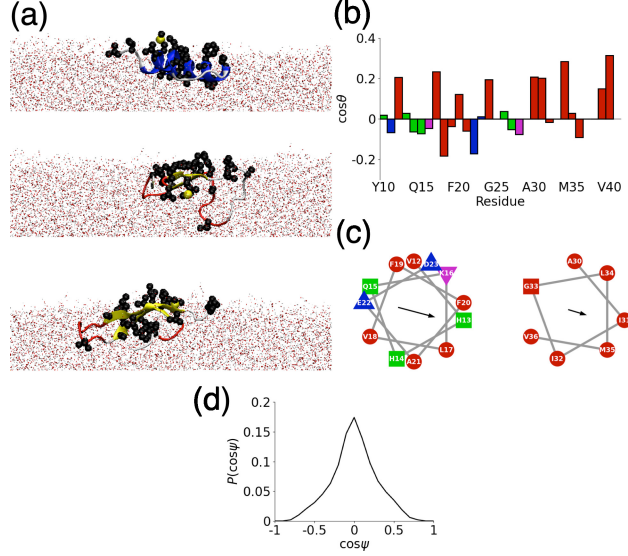 (a)
(b)
0.4
0.2
0
-0.2
cosθ
Y10 Q15 F20 G25 A30 M35 V40
Residue
(c)
F19 V12 D23 K16
Q15
E22
F20
H13
V18
H14 A21 L17
A30
L34
G33
I31
V36
M35
I32
(d)
0.2
0.15
0.1
0.05
0
P(cosψ)
-1 -0.5 0 0.5 1
cosψ